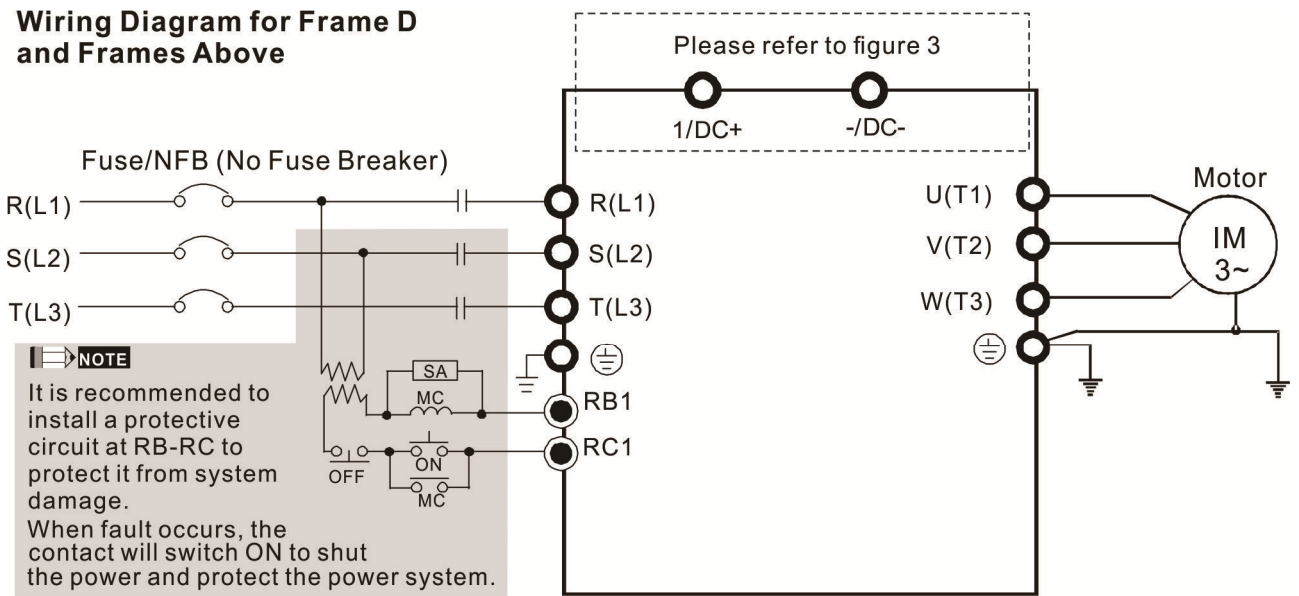 Wiring Diagram for Frame D
and Frames Above
Please refer to figure 3
1/DC+
-/DC-
Fuse/NFB (No Fuse Breaker)
R(L1)
S(L2)
T(L3)
R(L1)
S(L2)
T(L3)
RB1
RC1
U(T1)
V(T2)
W(T3)
Motor
IM
3~
SA
MC
OFF
ON
MC
NOTE
It is recommended to
install a protective
circuit at RB-RC to
protect it from system
damage.
When fault occurs, the
contact will switch ON to shut
the power and protect the power system.